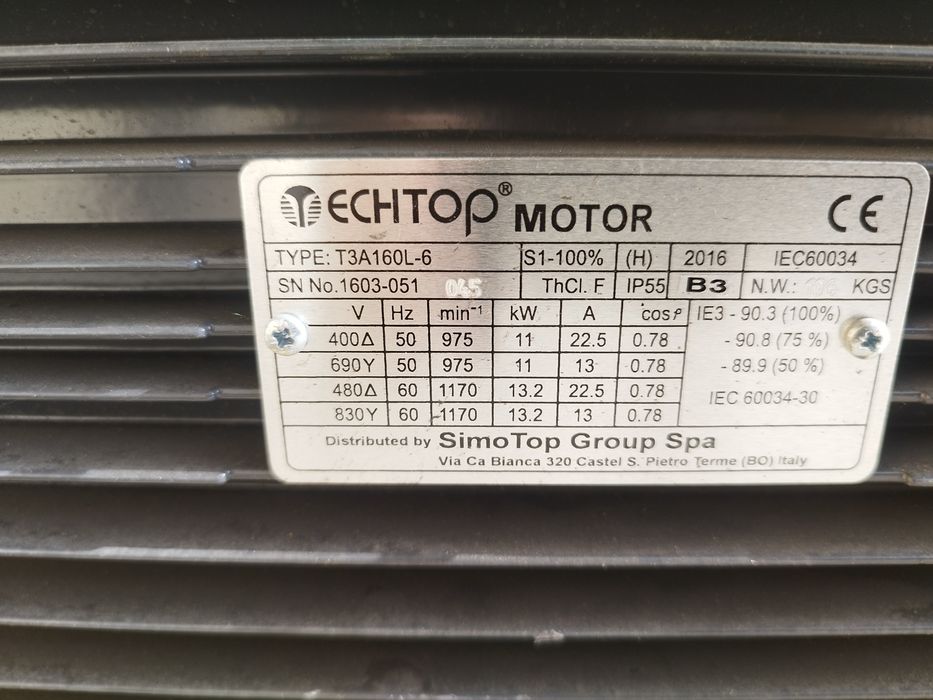 TECHTOP® MOTOR CE
TYPE: T3A160L-6 S1-100% (H) 2016 IEC60034
SN No.1603-051 045 ThCl. F IP55 B3 N.W.: KGS
V Hz min⁻¹ kW A cosφ IE3 - 90.3 (100%)
400Δ 50 975 11 22.5 0.78 - 90.8 (75 %)
690Y 50 975 11 13 0.78 - 89.9 (50 %)
480Δ 60 1170 13.2 22.5 0.78 IEC 60034-30
830Y 60 1170 13.2 13 0.78
Distributed by SimoTop Group Spa
Via Ca Bianca 320 Castel S. Pietro Terme (BO) Italy